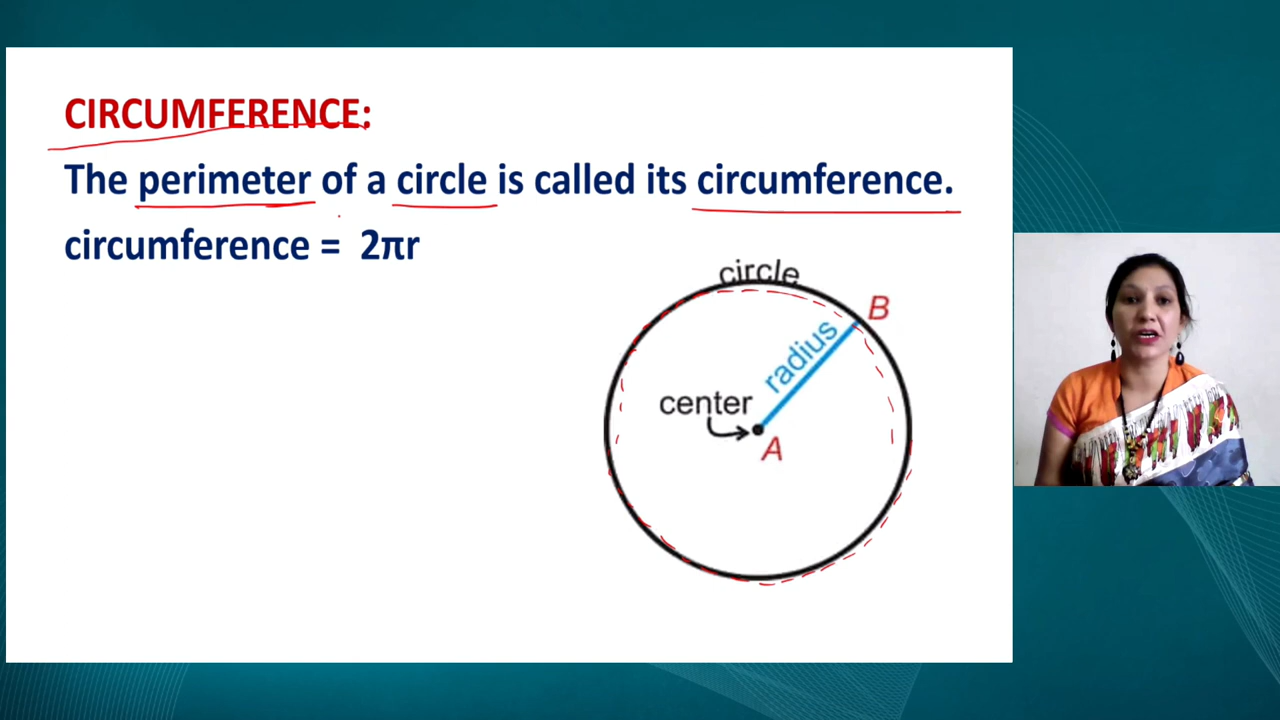 CIRCUMFERENCE:
The perimeter of a circle is called its circumference.
circumference = 2πr
circle
B
radius
center
A